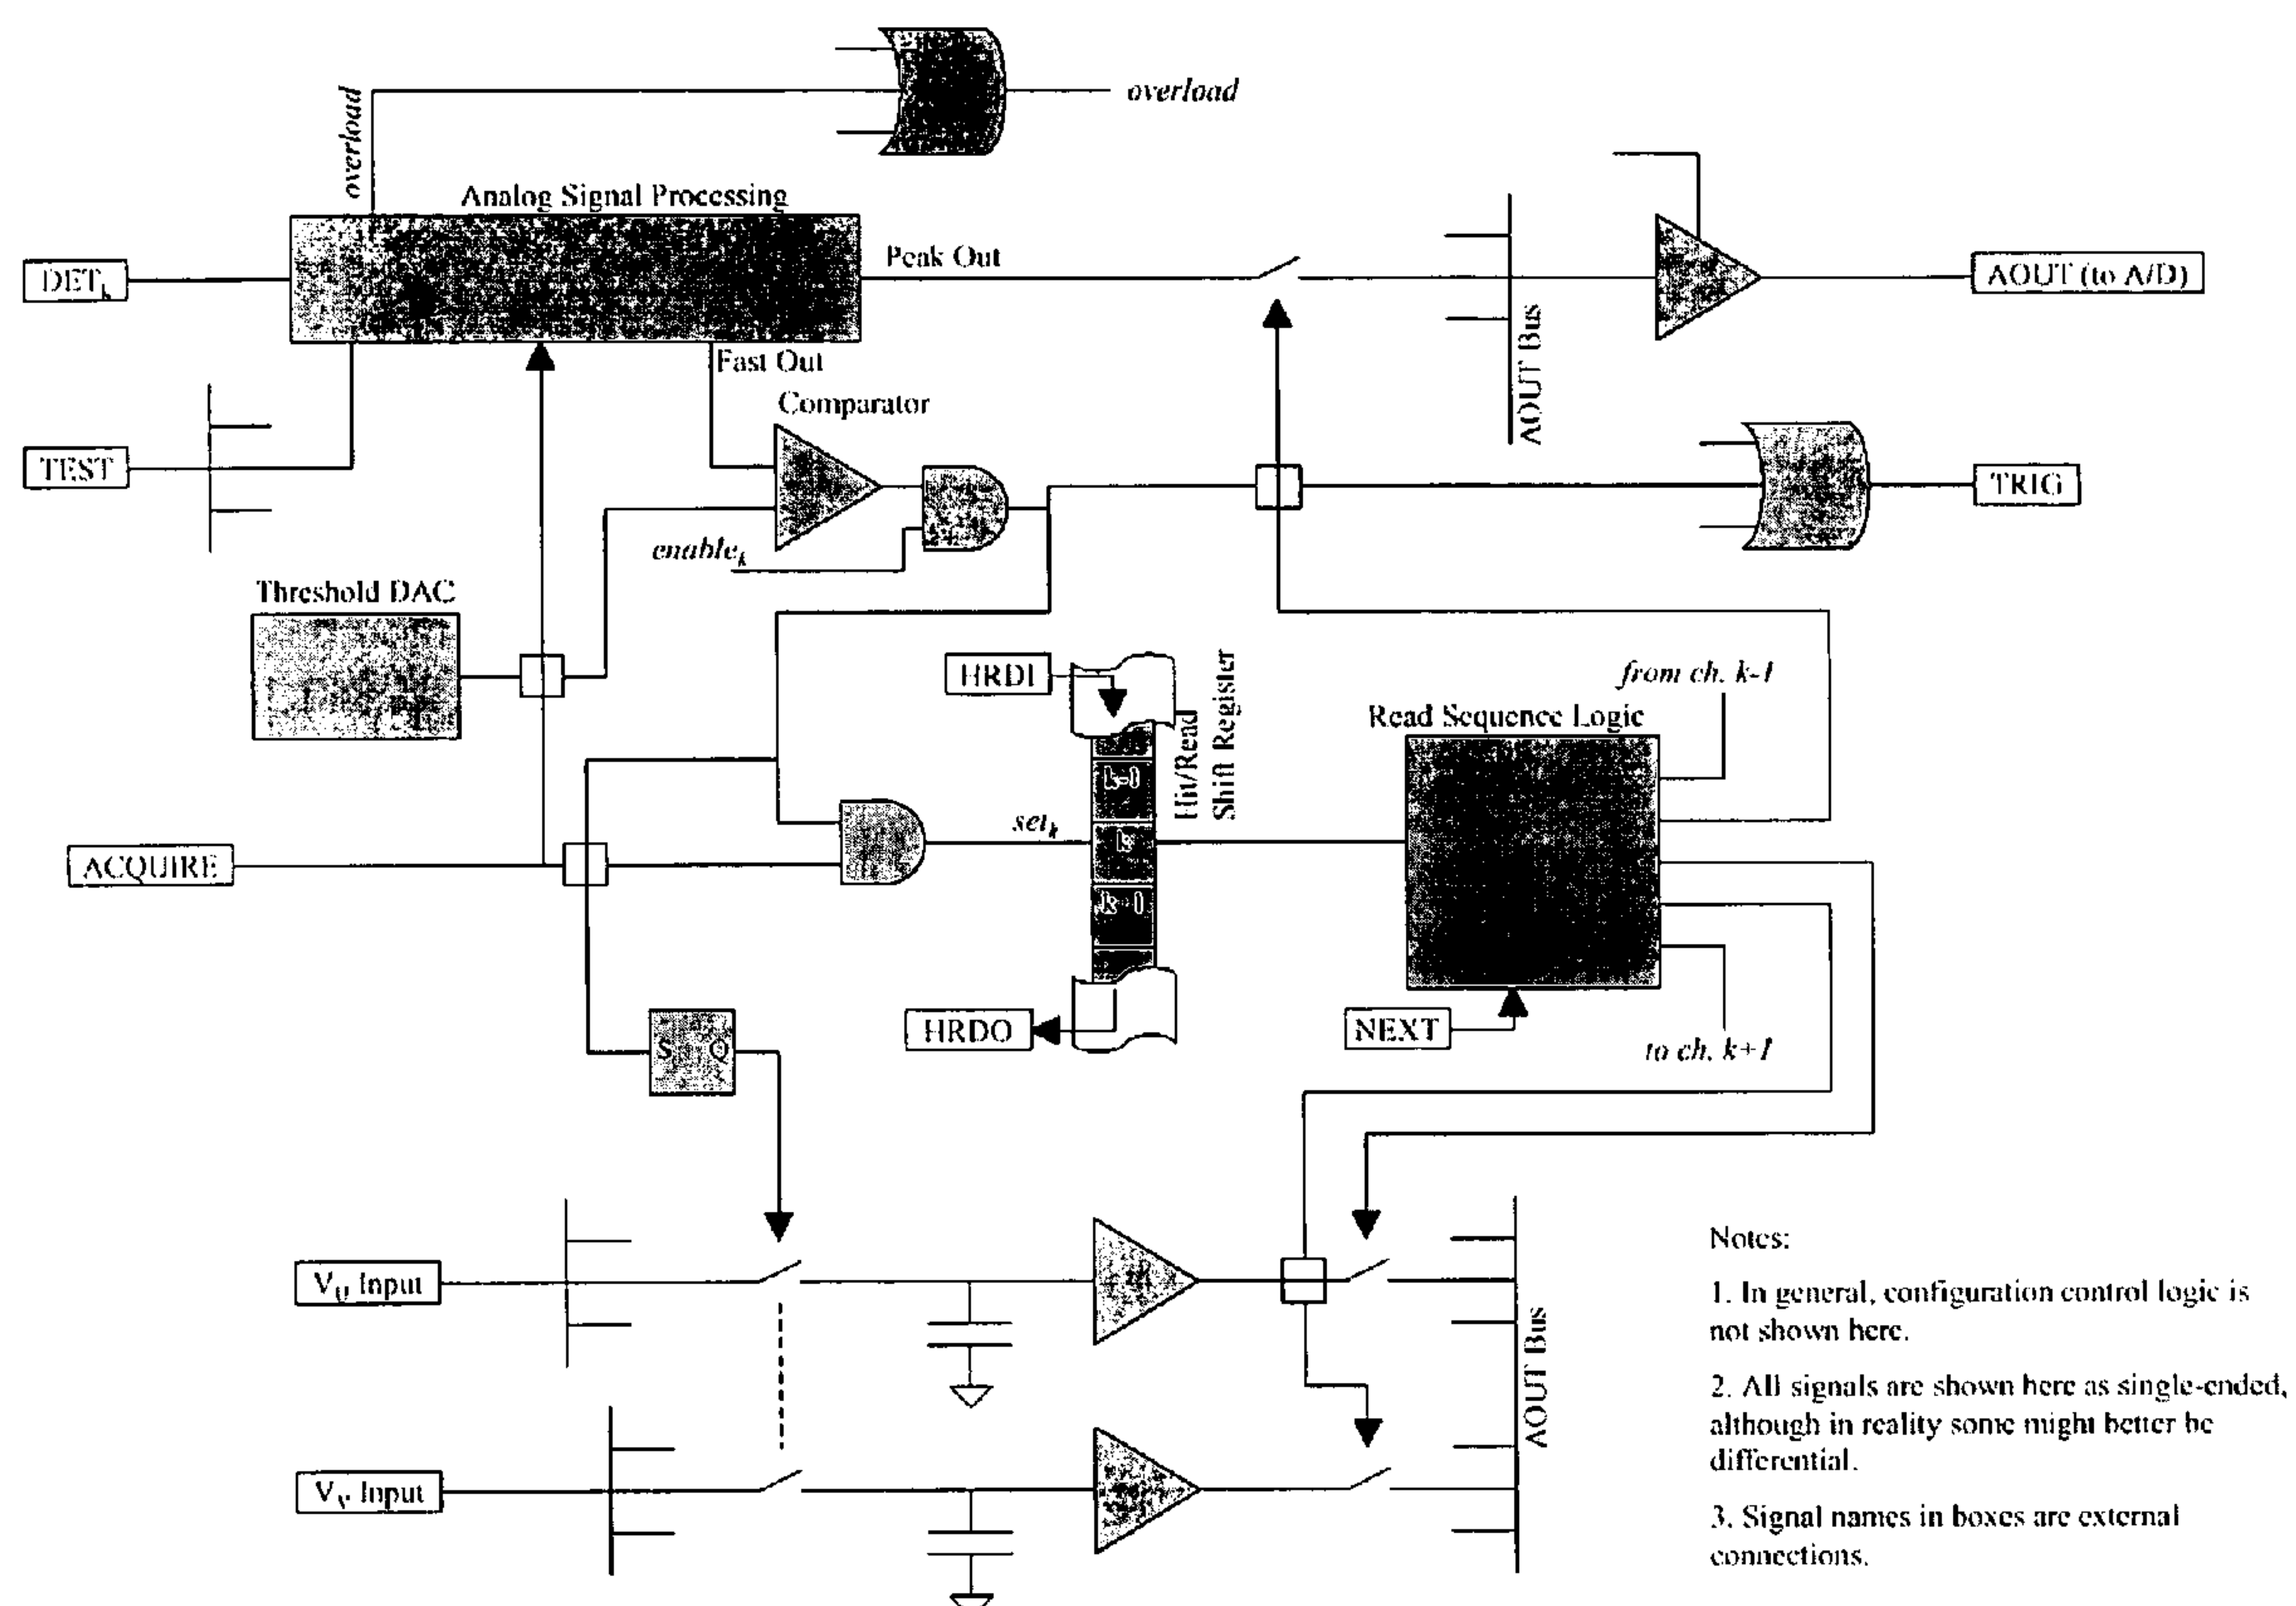 overload
overload
Analog Signal Processing
DETk
Peak Out
AOUT (to A/D)
Fast Out
AOUT Bus
Comparator
TEST
TRIG
enablek
Threshold DAC
HRDI
Hit/Read
Shift Register
from ch. k-1
Read Sequence Logic
k-1
setk
k
ACQUIRE
k+1
S Q
HRDO
NEXT
to ch. k+1
VU Input
AOUT Bus
VV Input
Notes:
1. In general, configuration control logic is
not shown here.
2. All signals are shown here as single-ended,
although in reality some might better be
differential.
3. Signal names in boxes are external
connections.